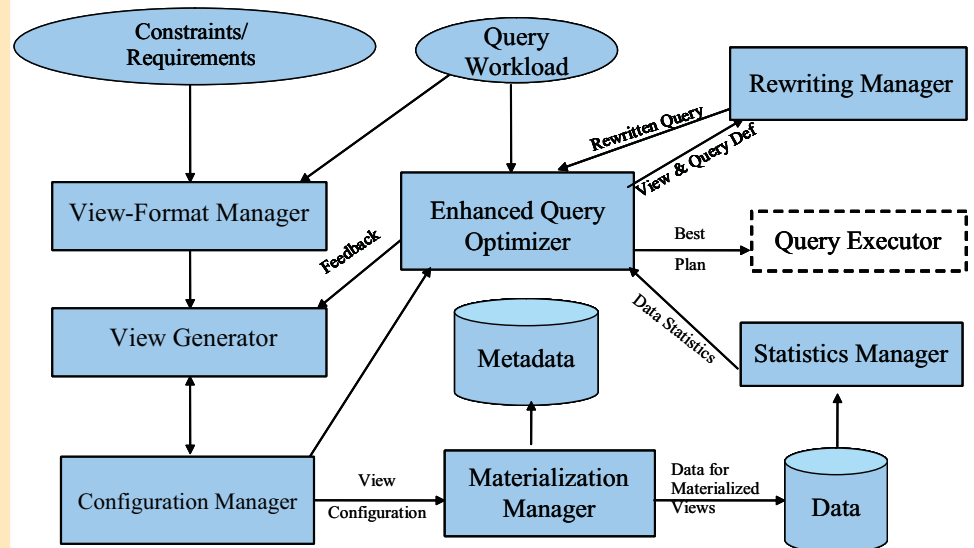 Constraints/
Requirements
Query
Workload
Rewriting Manager
Rewritten Query
View & Query Def
View-Format Manager
Enhanced Query
Optimizer
Best
Plan
Query Executor
Feedback
View Generator
Metadata
Data Statistics
Statistics Manager
Configuration Manager
View
Configuration
Materialization
Manager
Data for
Materialized
Views
Data